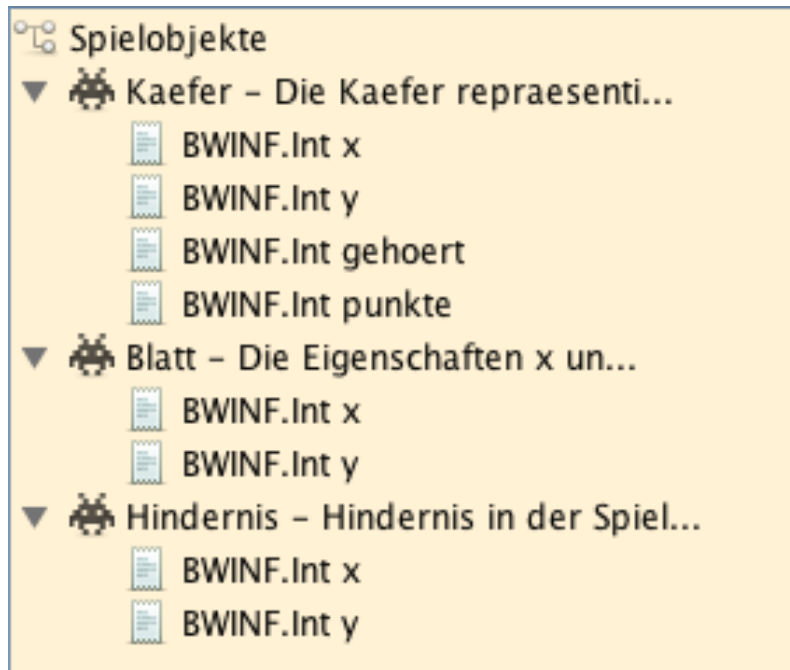 Spielobjekte
Kaefer – Die Kaefer repraesenti...
BWINF.Int x
BWINF.Int y
BWINF.Int gehoert
BWINF.Int punkte
Blatt – Die Eigenschaften x un...
BWINF.Int x
BWINF.Int y
Hindernis – Hindernis in der Spiel...
BWINF.Int x
BWINF.Int y